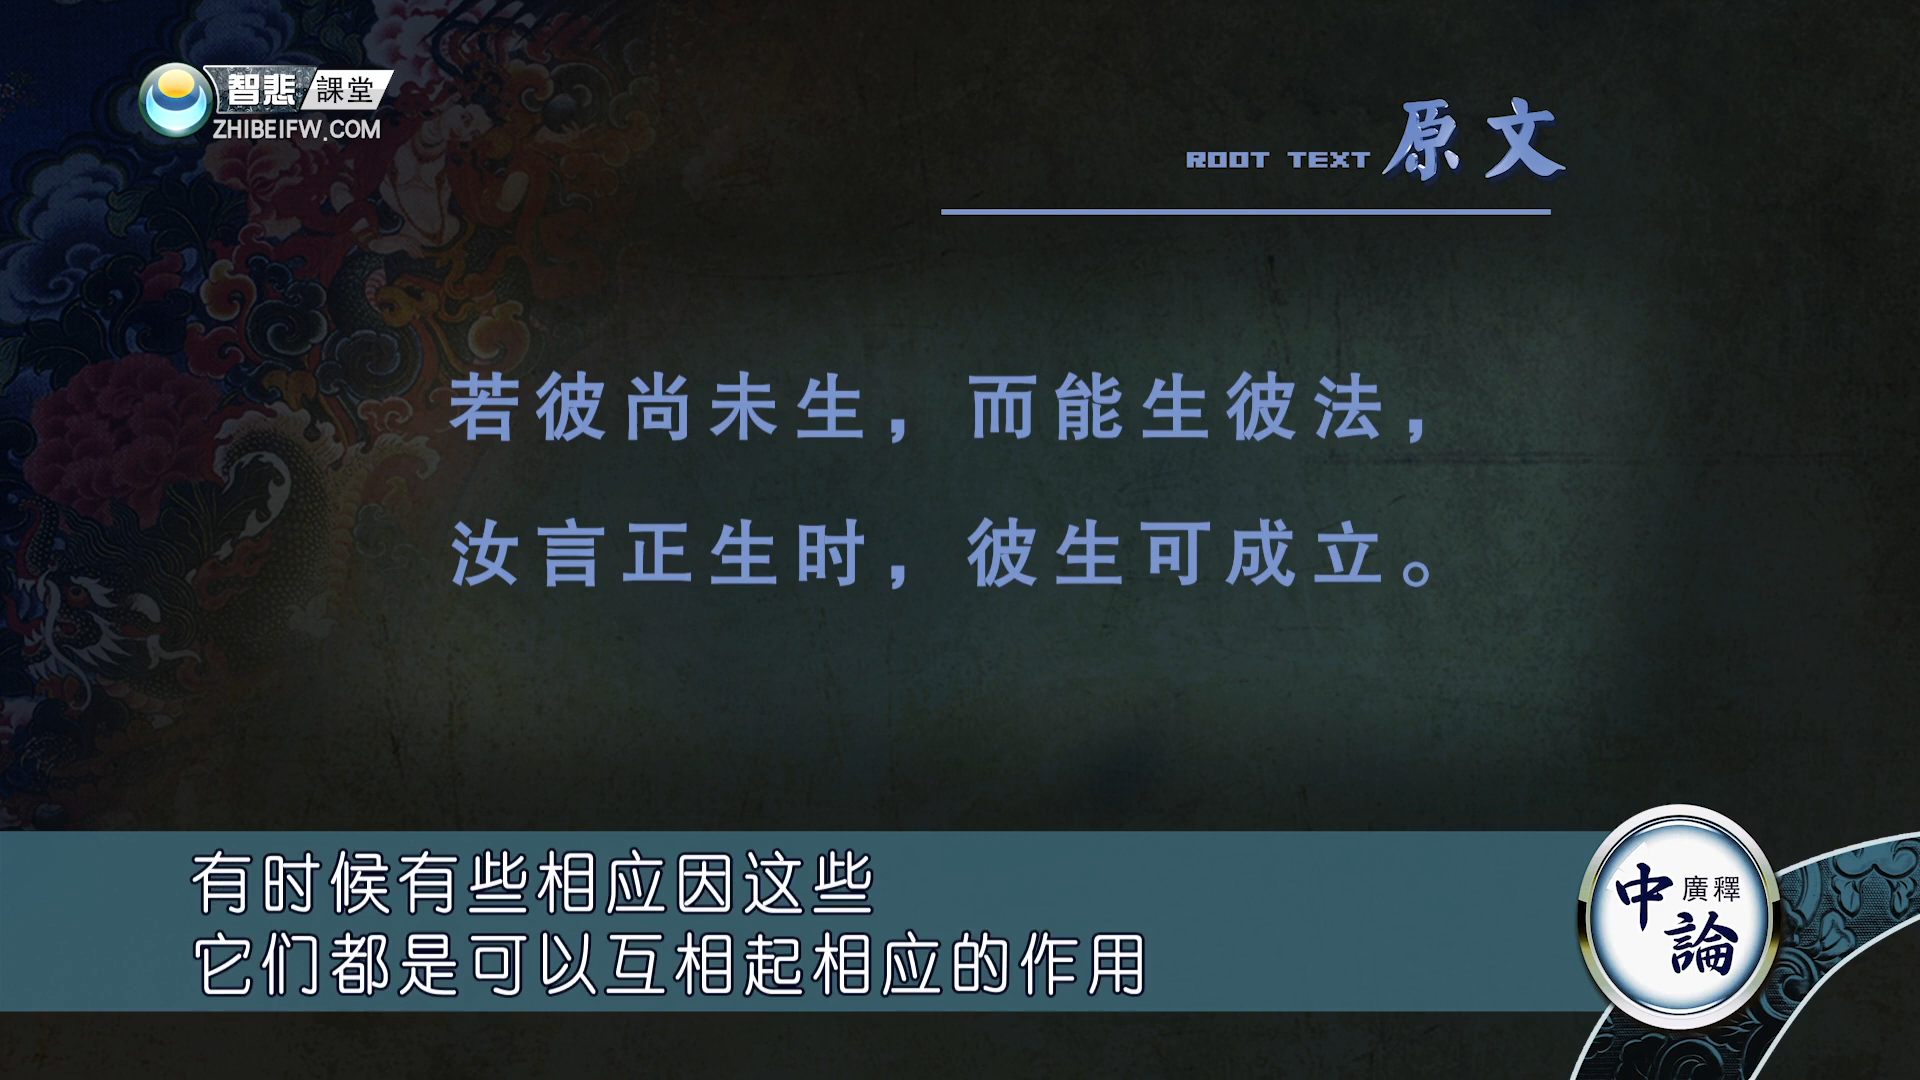 智悲 課堂
ZHIBEIFW.COM
ROOT TEXT 原文
若彼尚未生，而能生彼法，
汝言正生时，彼生可成立。
有时候有些相应因这些
它们都是可以互相起相应的作用
中論 廣釋